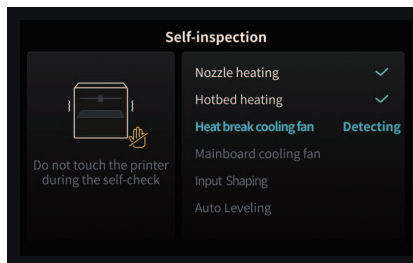 Self-inspection
Do not touch the printer
during the self-check
Nozzle heating
Hotbed heating
Heat break cooling fan Detecting
Mainboard cooling fan
Input Shaping
Auto Leveling